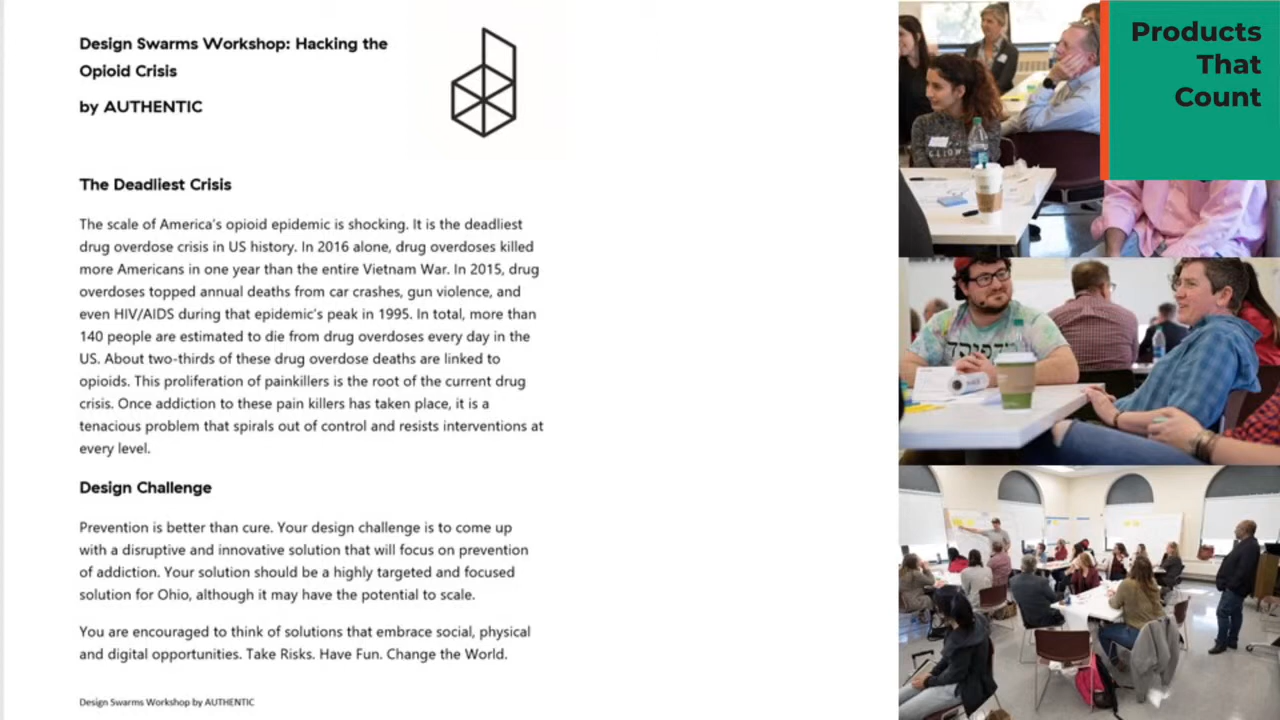 Design Swarms Workshop: Hacking the
Opioid Crisis
by AUTHENTIC
The Deadliest Crisis
The scale of America's opioid epidemic is shocking. It is the deadliest
drug overdose crisis in US history. In 2016 alone, drug overdoses killed
more Americans in one year than the entire Vietnam War. In 2015, drug
overdoses topped annual deaths from car crashes, gun violence, and
even HIV/AIDS during that epidemic's peak in 1995. In total, more than
140 people are estimated to die from drug overdoses every day in the
US. About two-thirds of these drug overdose deaths are linked to
opioids. This proliferation of painkillers is the root of the current drug
crisis. Once addiction to these pain killers has taken place, it is a
tenacious problem that spirals out of control and resists interventions at
every level.
Design Challenge
Prevention is better than cure. Your design challenge is to come up
with a disruptive and innovative solution that will focus on prevention
of addiction. Your solution should be a highly targeted and focused
solution for Ohio, although it may have the potential to scale.
You are encouraged to think of solutions that embrace social, physical
and digital opportunities. Take Risks. Have Fun. Change the World.
Design Swarms Workshop by AUTHENTIC
Products
That
Count